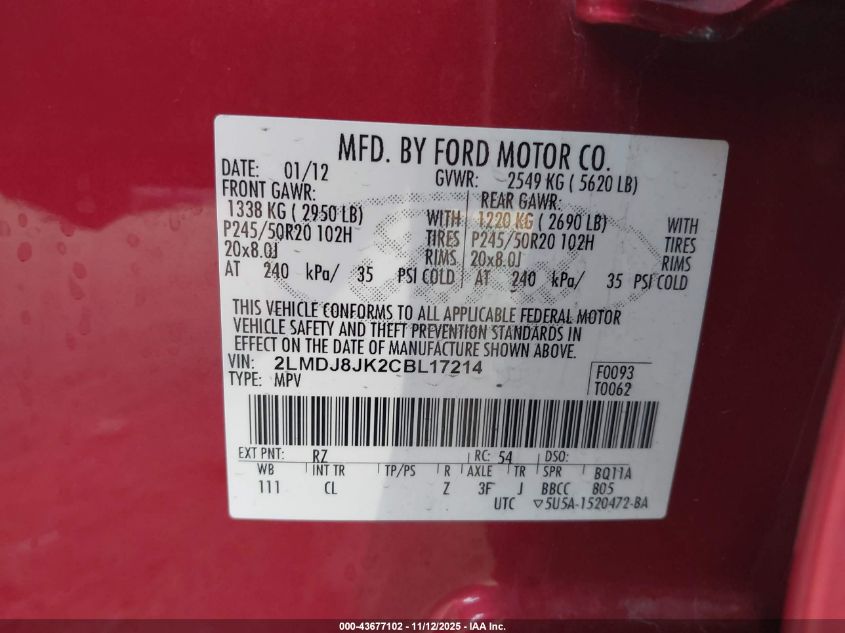 MFD. BY FORD MOTOR CO.
DATE: 01/12 GVWR: 2549 KG ( 5620 LB)
FRONT GAWR: REAR GAWR:
1338 KG ( 2950 LB) WITH 1220 KG ( 2690 LB) WITH
P245/50R20 102H TIRES P245/50R20 102H TIRES
20x8.0J RIMS 20x8.0J RIMS
AT 240 kPa/ 35 PSI COLD AT 240 kPa/ 35 PSI COLD
THIS VEHICLE CONFORMS TO ALL APPLICABLE FEDERAL MOTOR
VEHICLE SAFETY AND THEFT PREVENTION STANDARDS IN
EFFECT ON THE DATE OF MANUFACTURE SHOWN ABOVE.
VIN: 2LMDJ8JK2CBL17214 F0093
TYPE: MPV T0062
EXT PNT: RZ RC: 54 DSO:
WB INT TR TP/PS R AXLE TR SPR BQ11A
111 CL Z 3F J BBCC 805
UTC ▽5U5A-1520472-BA
000-43677102 - 11/12/2025 - © IAA Inc.